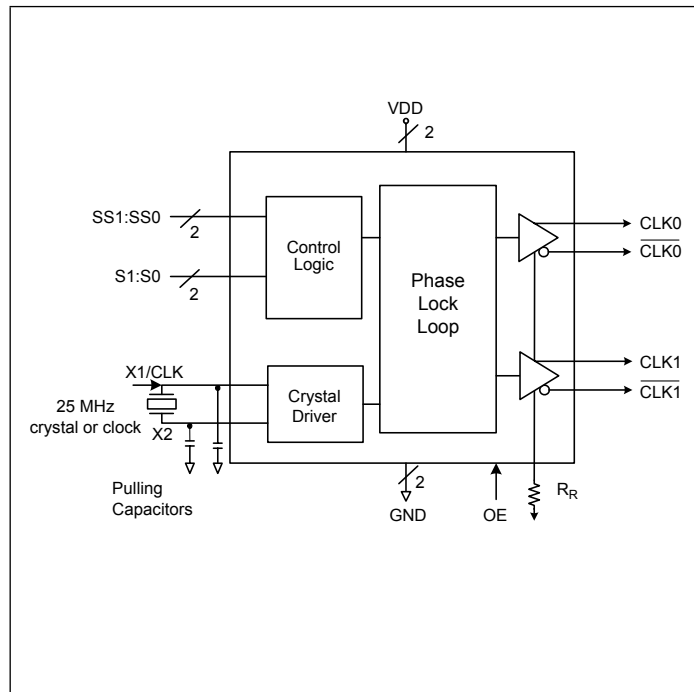 VDD
2
SS1:SS0
2
S1:S0
2
Control
Logic
Phase
Lock
Loop
CLK0
CLK0
X1/CLK
25 MHz
crystal or clock
X2
Crystal
Driver
CLK1
CLK1
Pulling
Capacitors
2
GND
OE
RR